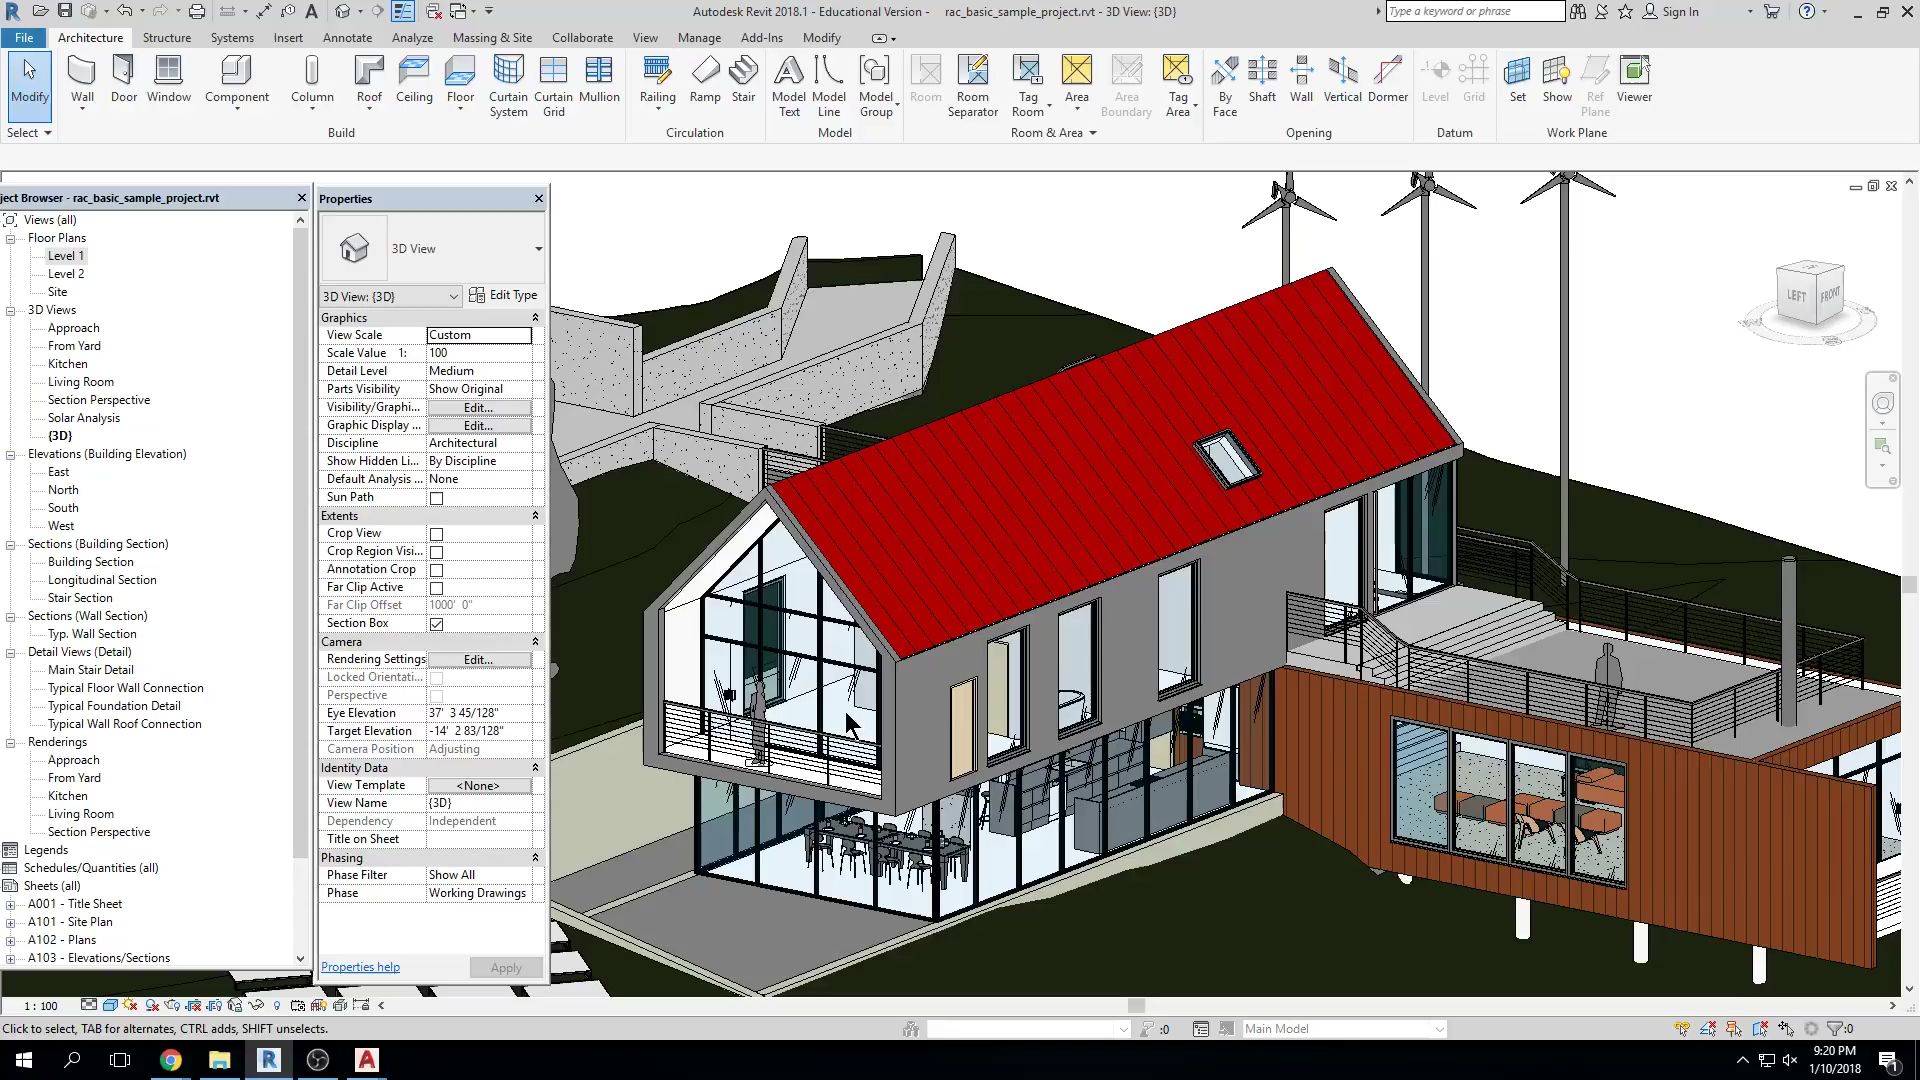 Autodesk Revit 2018.1 - Educational Version - rac_basic_sample_project.rvt - 3D View: {3D}
Type a keyword or phrase
Sign In
File Architecture Structure Systems Insert Annotate Analyze Massing & Site Collaborate View Manage Add-Ins Modify
Modify Wall Door Window Component Column Roof Ceiling Floor Curtain System Curtain Grid Mullion Railing Ramp Stair Model Text Model Line Model Group Room Room Separator Tag Room Area Area Boundary Tag Area By Face Shaft Wall Vertical Dormer Level Grid Set Show Ref Plane Viewer
Select Build Circulation Model Room & Area Opening Datum Work Plane
ject Browser - rac_basic_sample_project.rvt
Views (all)
Floor Plans
Level 1
Level 2
Site
3D Views
Approach
From Yard
Kitchen
Living Room
Section Perspective
Solar Analysis
{3D}
Elevations (Building Elevation)
East
North
South
West
Sections (Building Section)
Building Section
Longitudinal Section
Stair Section
Sections (Wall Section)
Typ. Wall Section
Detail Views (Detail)
Main Stair Detail
Typical Floor Wall Connection
Typical Foundation Detail
Typical Wall Roof Connection
Renderings
Approach
From Yard
Kitchen
Living Room
Section Perspective
Legends
Schedules/Quantities (all)
Sheets (all)
A001 - Title Sheet
A101 - Site Plan
A102 - Plans
A103 - Elevations/Sections
Properties
3D View
3D View: {3D} Edit Type
Graphics
View Scale Custom
Scale Value 1: 100
Detail Level Medium
Parts Visibility Show Original
Visibility/Graphi... Edit...
Graphic Display ... Edit...
Discipline Architectural
Show Hidden Li... By Discipline
Default Analysis ... None
Sun Path
Extents
Crop View
Crop Region Visi...
Annotation Crop
Far Clip Active
Far Clip Offset 1000' 0"
Section Box
Camera
Rendering Settings Edit...
Locked Orientati...
Perspective
Eye Elevation 37' 3 45/128"
Target Elevation -14' 2 83/128"
Camera Position Adjusting
Identity Data
View Template <None>
View Name {3D}
Dependency Independent
Title on Sheet
Phasing
Phase Filter Show All
Phase Working Drawings
Properties help Apply
LEFT FRONT
1 : 100
Click to select, TAB for alternates, CTRL adds, SHIFT unselects.
:0
Main Model
:0
9:20 PM
1/10/2018
1